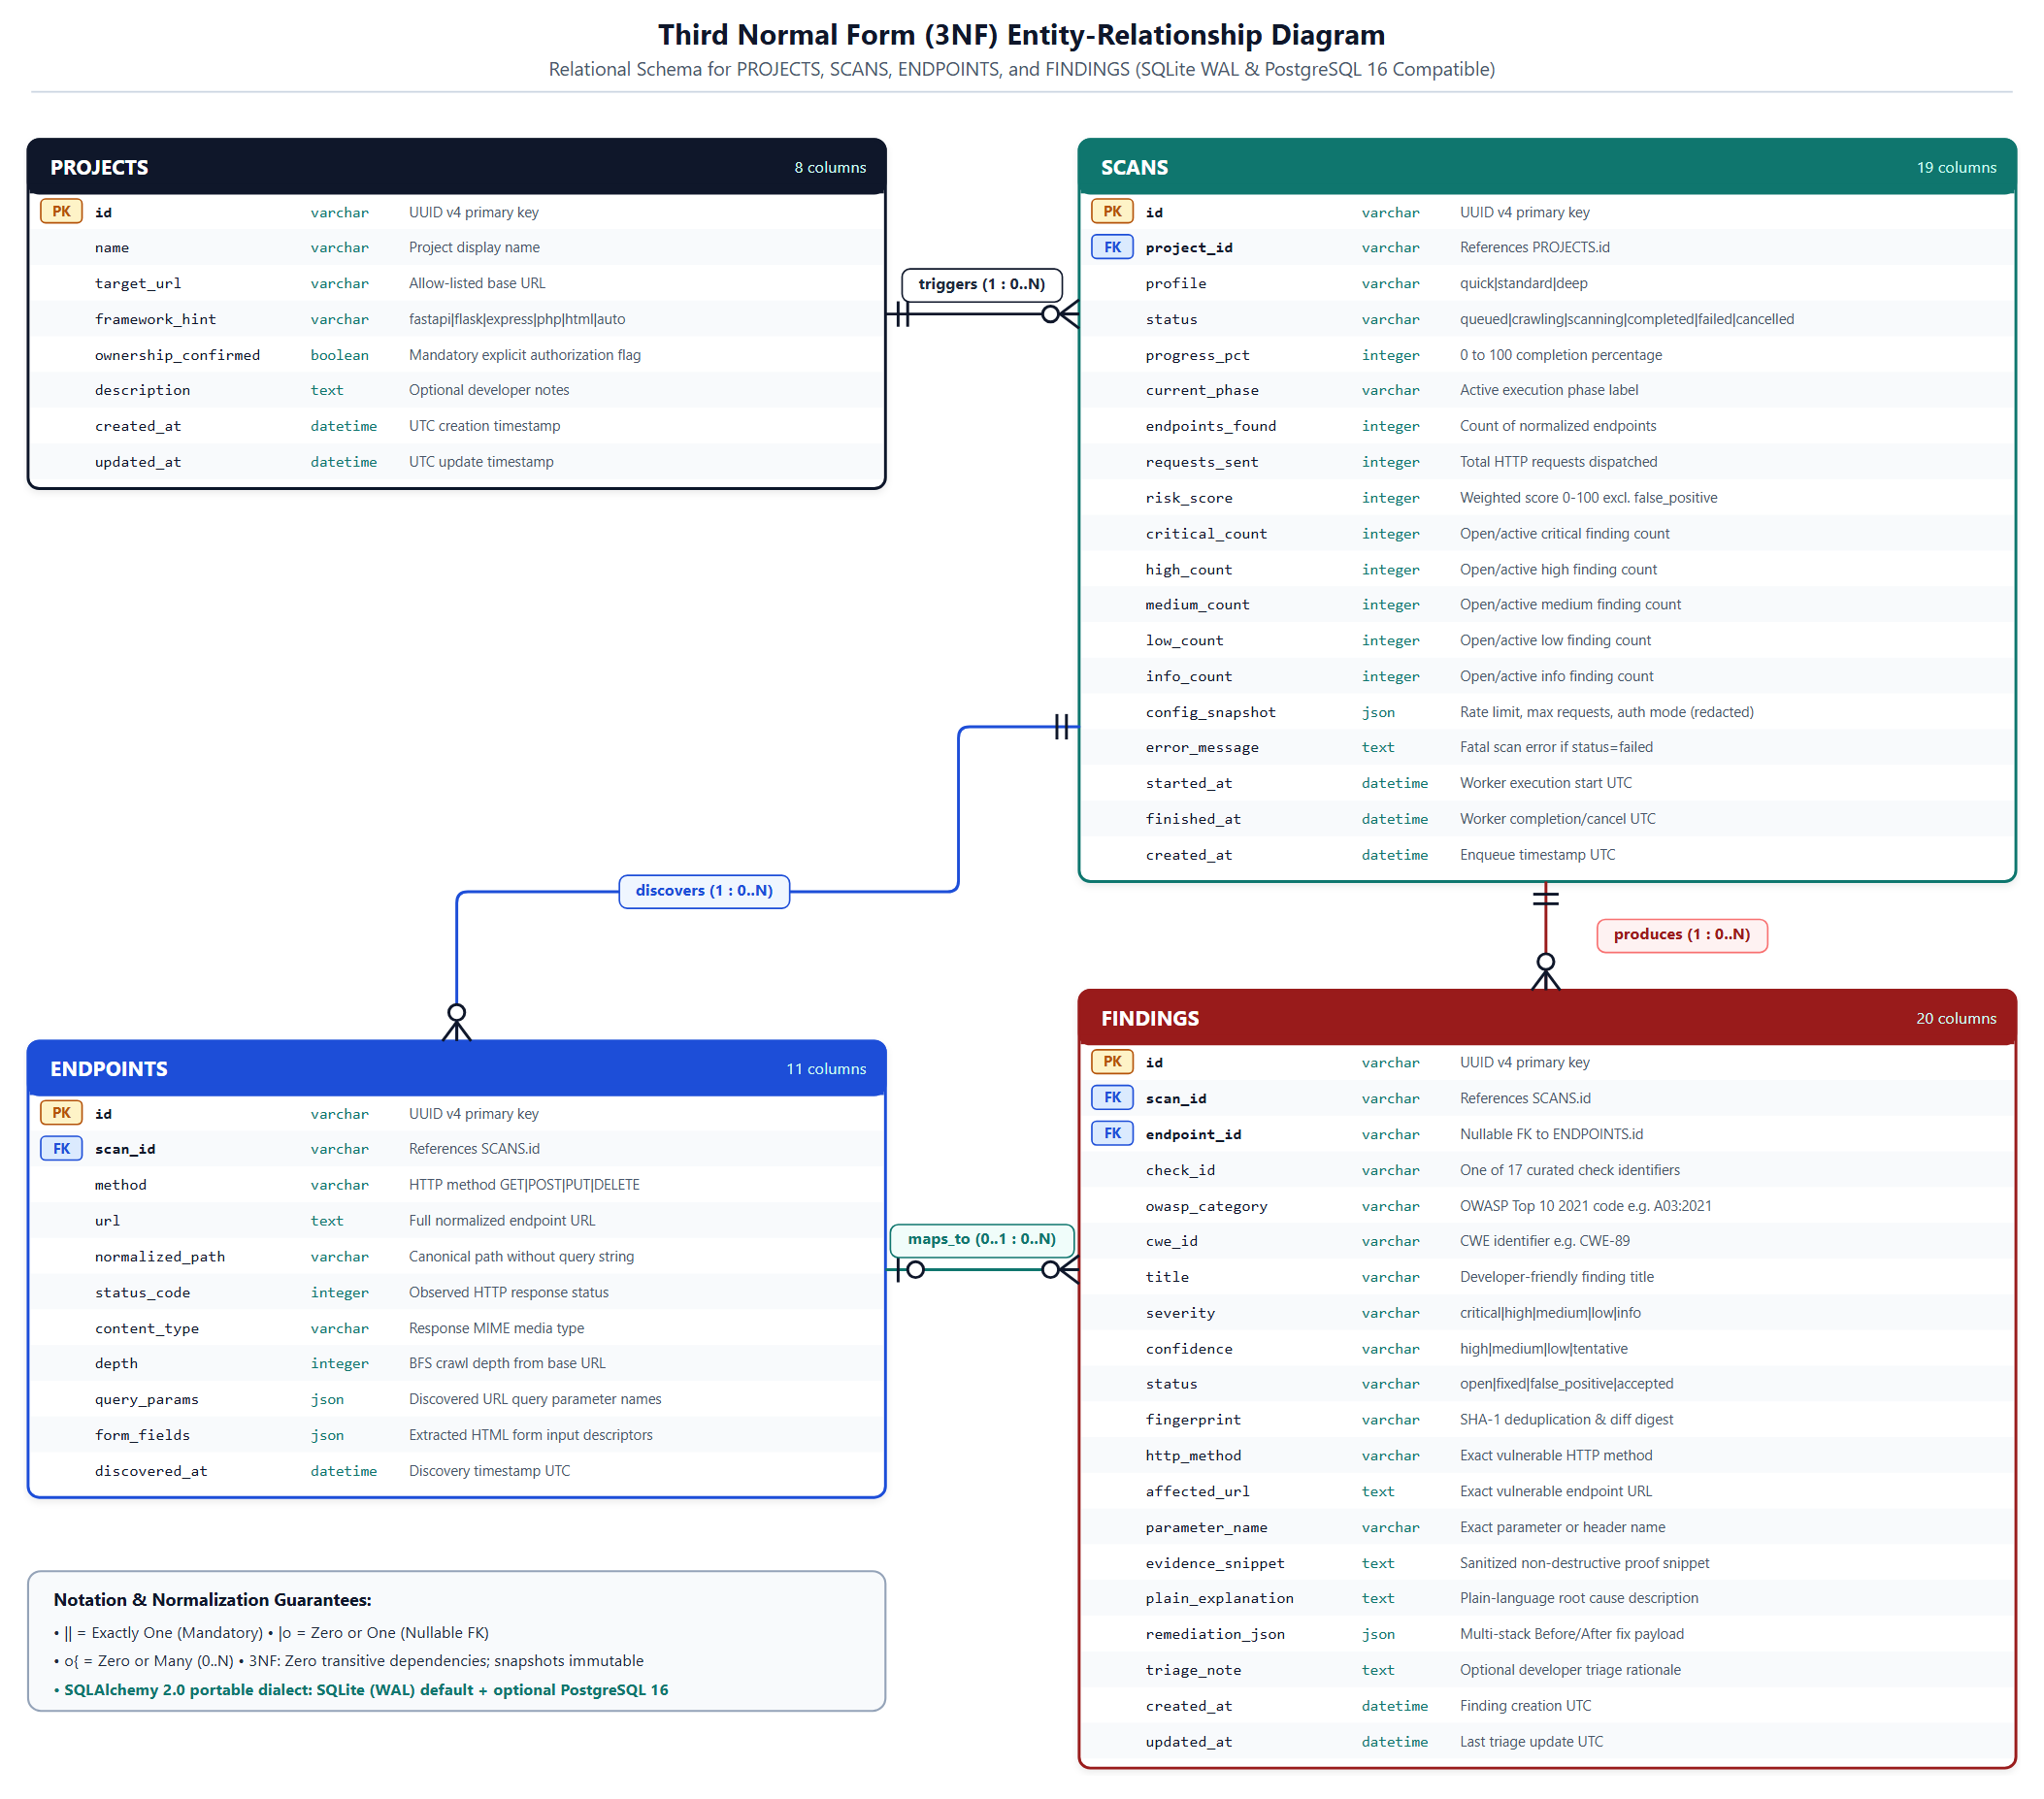 Third Normal Form (3NF) Entity-Relationship Diagram
Relational Schema for PROJECTS, SCANS, ENDPOINTS, and FINDINGS (SQLite WAL & PostgreSQL 16 Compatible)
PROJECTS 8 columns
PK id varchar UUID v4 primary key
name varchar Project display name
target_url varchar Allow-listed base URL
framework_hint varchar fastapi|flask|express|php|html|auto
ownership_confirmed boolean Mandatory explicit authorization flag
description text Optional developer notes
created_at datetime UTC creation timestamp
updated_at datetime UTC update timestamp
triggers (1 : 0..N)
SCANS 19 columns
PK id varchar UUID v4 primary key
FK project_id varchar References PROJECTS.id
profile varchar quick|standard|deep
status varchar queued|crawling|scanning|completed|failed|cancelled
progress_pct integer 0 to 100 completion percentage
current_phase varchar Active execution phase label
endpoints_found integer Count of normalized endpoints
requests_sent integer Total HTTP requests dispatched
risk_score integer Weighted score 0-100 excl. false_positive
critical_count integer Open/active critical finding count
high_count integer Open/active high finding count
medium_count integer Open/active medium finding count
low_count integer Open/active low finding count
info_count integer Open/active info finding count
config_snapshot json Rate limit, max requests, auth mode (redacted)
error_message text Fatal scan error if status=failed
started_at datetime Worker execution start UTC
finished_at datetime Worker completion/cancel UTC
created_at datetime Enqueue timestamp UTC
discovers (1 : 0..N)
produces (1 : 0..N)
ENDPOINTS 11 columns
PK id varchar UUID v4 primary key
FK scan_id varchar References SCANS.id
method varchar HTTP method GET|POST|PUT|DELETE
url text Full normalized endpoint URL
normalized_path varchar Canonical path without query string
status_code integer Observed HTTP response status
content_type varchar Response MIME media type
depth integer BFS crawl depth from base URL
query_params json Discovered URL query parameter names
form_fields json Extracted HTML form input descriptors
discovered_at datetime Discovery timestamp UTC
maps_to (0..1 : 0..N)
FINDINGS 20 columns
PK id varchar UUID v4 primary key
FK scan_id varchar References SCANS.id
FK endpoint_id varchar Nullable FK to ENDPOINTS.id
check_id varchar One of 17 curated check identifiers
owasp_category varchar OWASP Top 10 2021 code e.g. A03:2021
cwe_id varchar CWE identifier e.g. CWE-89
title varchar Developer-friendly finding title
severity varchar critical|high|medium|low|info
confidence varchar high|medium|low|tentative
status varchar open|fixed|false_positive|accepted
fingerprint varchar SHA-1 deduplication & diff digest
http_method varchar Exact vulnerable HTTP method
affected_url text Exact vulnerable endpoint URL
parameter_name varchar Exact parameter or header name
evidence_snippet text Sanitized non-destructive proof snippet
plain_explanation text Plain-language root cause description
remediation_json json Multi-stack Before/After fix payload
triage_note text Optional developer triage rationale
created_at datetime Finding creation UTC
updated_at datetime Last triage update UTC
Notation & Normalization Guarantees:
• || = Exactly One (Mandatory) • |o = Zero or One (Nullable FK)
• o{ = Zero or Many (0..N) • 3NF: Zero transitive dependencies; snapshots immutable
• SQLAlchemy 2.0 portable dialect: SQLite (WAL) default + optional PostgreSQL 16